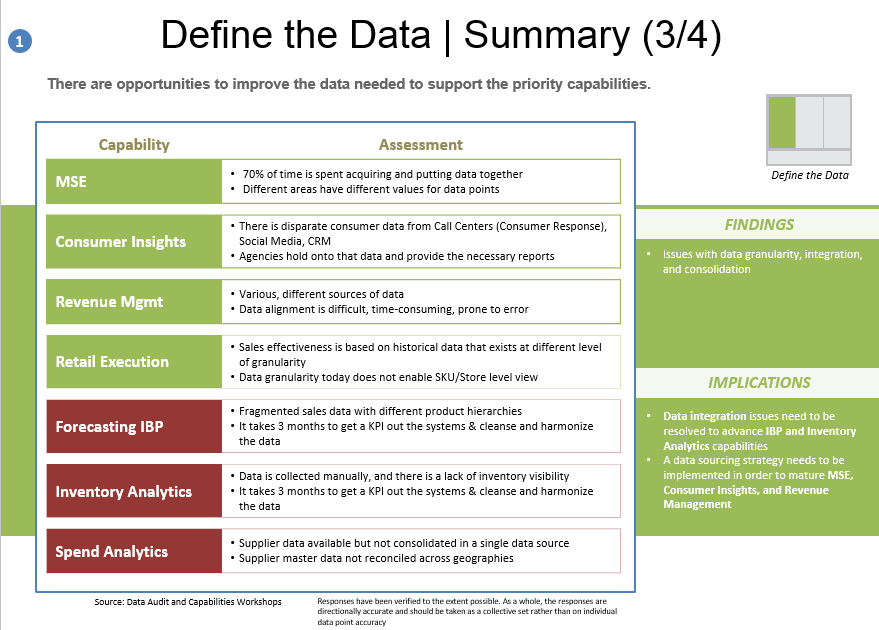 1
Define the Data | Summary (3/4)
There are opportunities to improve the data needed to support the priority capabilities.
Define the Data
Capability
Assessment
MSE
• 70% of time is spent acquiring and putting data together
• Different areas have different values for data points
Consumer Insights
• There is disparate consumer data from Call Centers (Consumer Response),
Social Media, CRM
• Agencies hold onto that data and provide the necessary reports
Revenue Mgmt
• Various, different sources of data
• Data alignment is difficult, time-consuming, prone to error
Retail Execution
• Sales effectiveness is based on historical data that exists at different level
of granularity
• Data granularity today does not enable SKU/Store level view
Forecasting IBP
• Fragmented sales data with different product hierarchies
• It takes 3 months to get a KPI out the systems & cleanse and harmonize
the data
Inventory Analytics
• Data is collected manually, and there is a lack of inventory visibility
• It takes 3 months to get a KPI out the systems & cleanse and harmonize
the data
Spend Analytics
• Supplier data available but not consolidated in a single data source
• Supplier master data not reconciled across geographies
FINDINGS
• Issues with data granularity, integration,
and consolidation
IMPLICATIONS
• Data integration issues need to be
resolved to advance IBP and Inventory
Analytics capabilities
• A data sourcing strategy needs to be
implemented in order to mature MSE,
Consumer Insights, and Revenue
Management
Source: Data Audit and Capabilities Workshops
Responses have been verified to the extent possible. As a whole, the responses are
directionally accurate and should be taken as a collective set rather than on individual
data point accuracy